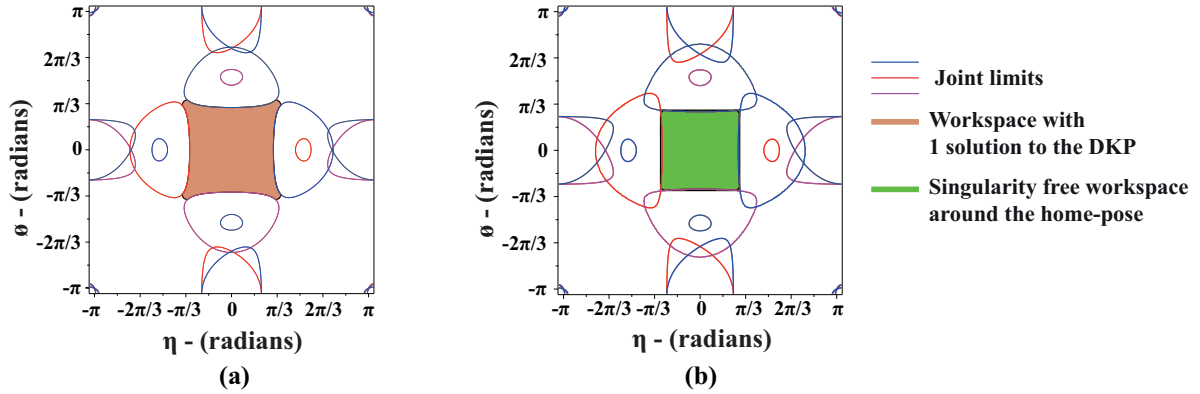 π
2π/3
π/3
0
-π/3
-2π/3
-π
ø - (radians)
-π -2π/3 -π/3 0 π/3 2π/3 π
η - (radians)
(a)
π
2π/3
π/3
0
-π/3
-2π/3
-π
ø - (radians)
-π -2π/3 -π/3 0 π/3 2π/3 π
η - (radians)
(b)
Joint limits
Workspace with
1 solution to the DKP
Singularity free workspace
around the home-pose